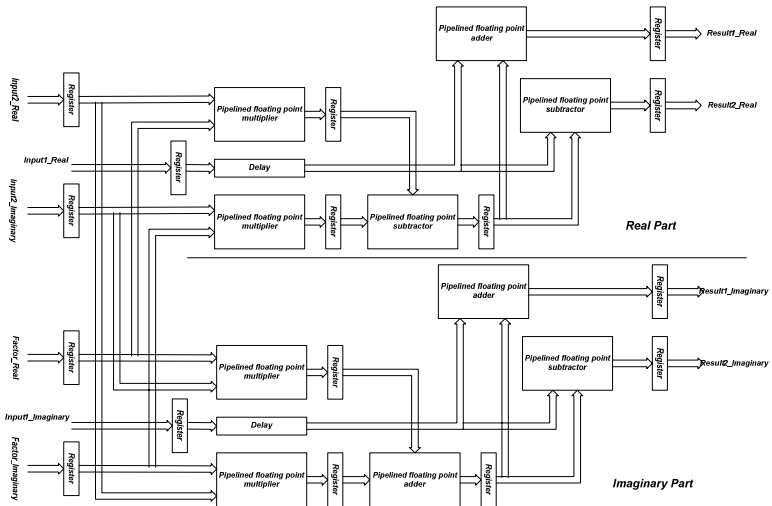 Pipelined floating point
adder
Register
Result1_Real
Input2_Real
Register
Pipelined floating point
multiplier
Register
Pipelined floating point
subtractor
Register
Result2_Real
Input1_Real
Register
Delay
Input2_Imaginary
Register
Pipelined floating point
multiplier
Register
Pipelined floating point
subtractor
Register
Real Part
Pipelined floating point
adder
Register
Result1_Imaginary
Factor_Real
Register
Pipelined floating point
multiplier
Register
Pipelined floating point
subtractor
Register
Result2_Imaginary
Input1_Imaginary
Register
Delay
Factor_Imaginary
Register
Pipelined floating point
multiplier
Register
Pipelined floating point
adder
Register
Imaginary Part